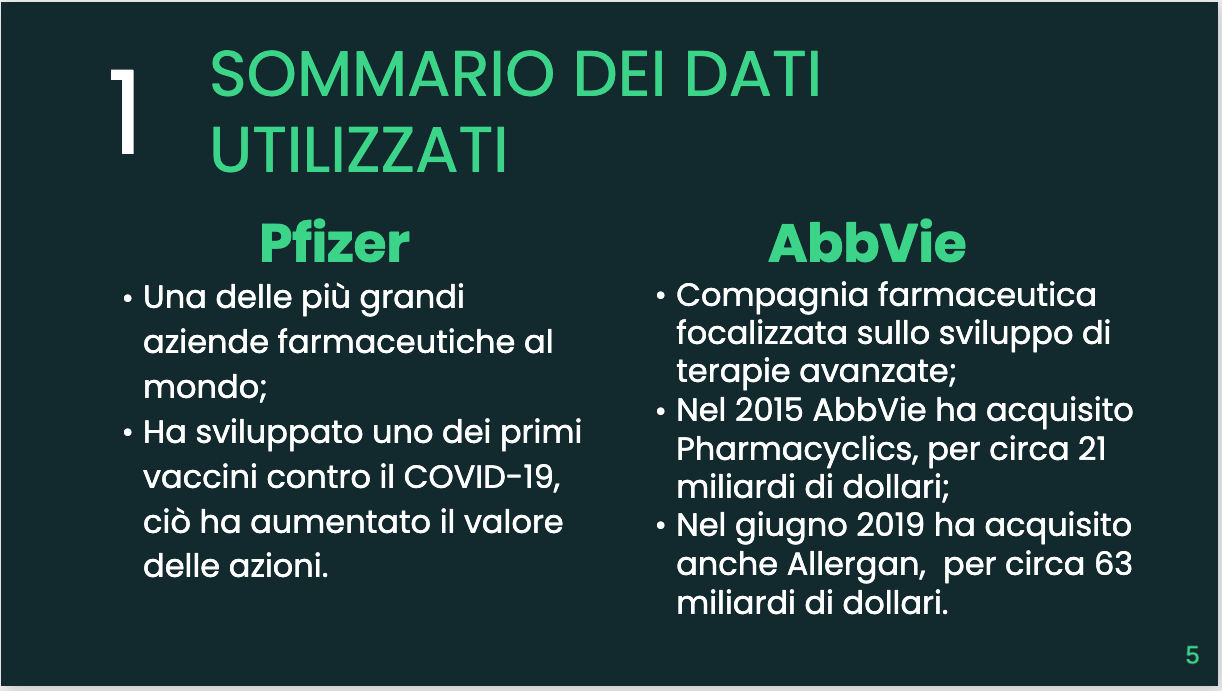 1
SOMMARIO DEI DATI
UTILIZZATI
Pfizer
• Una delle più grandi
aziende farmaceutiche al
mondo;
• Ha sviluppato uno dei primi
vaccini contro il COVID-19,
ciò ha aumentato il valore
delle azioni.
AbbVie
• Compagnia farmaceutica
focalizzata sullo sviluppo di
terapie avanzate;
• Nel 2015 AbbVie ha acquisito
Pharmacyclics, per circa 21
miliardi di dollari;
• Nel giugno 2019 ha acquisito
anche Allergan,  per circa 63
miliardi di dollari.
5